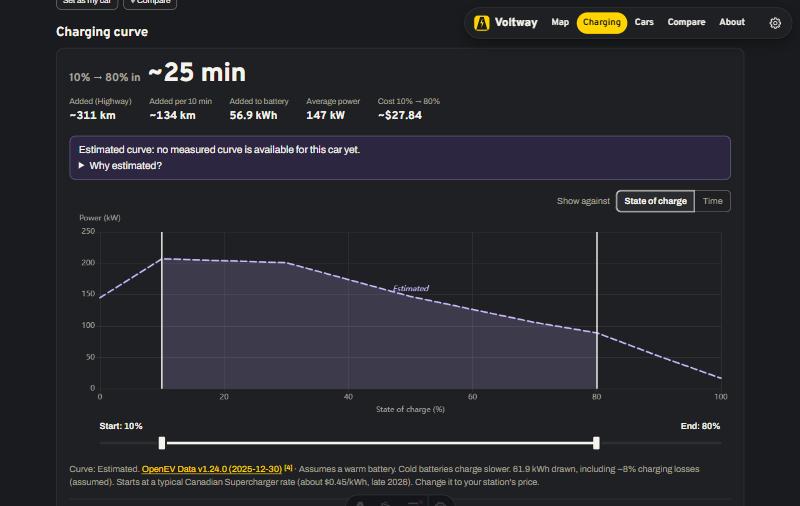 Set as my car
+ Compare
Voltway
Map
Charging
Cars
Compare
About
Charging curve
10% → 80% in ~25 min
Added (Highway)
~311 km
Added per 10 min
~134 km
Added to battery
56.9 kWh
Average power
147 kW
Cost 10% → 80%
~$27.84
Estimated curve: no measured curve is available for this car yet.
▶ Why estimated?
Show against
State of charge
Time
Power (kW)
250
200
150
100
50
0
Estimated
0
20
40
60
80
100
State of charge (%)
Start: 10%
End: 80%
Curve: Estimated. OpenEV Data v1.24.0 (2025-12-30) [4] · Assumes a warm battery. Cold batteries charge slower. 61.9 kWh drawn, including ~8% charging losses
(assumed). Starts at a typical Canadian Supercharger rate (about $0.45/kWh, late 2026). Change it to your station's price.